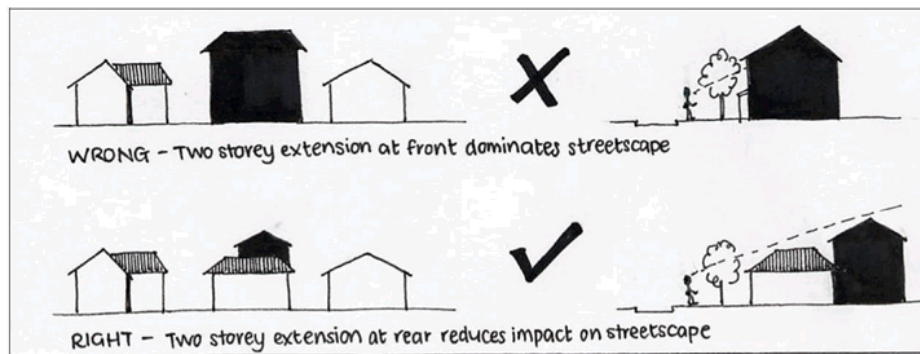 WRONG - Two storey extension at front dominates streetscape
RIGHT - Two storey extension at rear reduces impact on streetscape